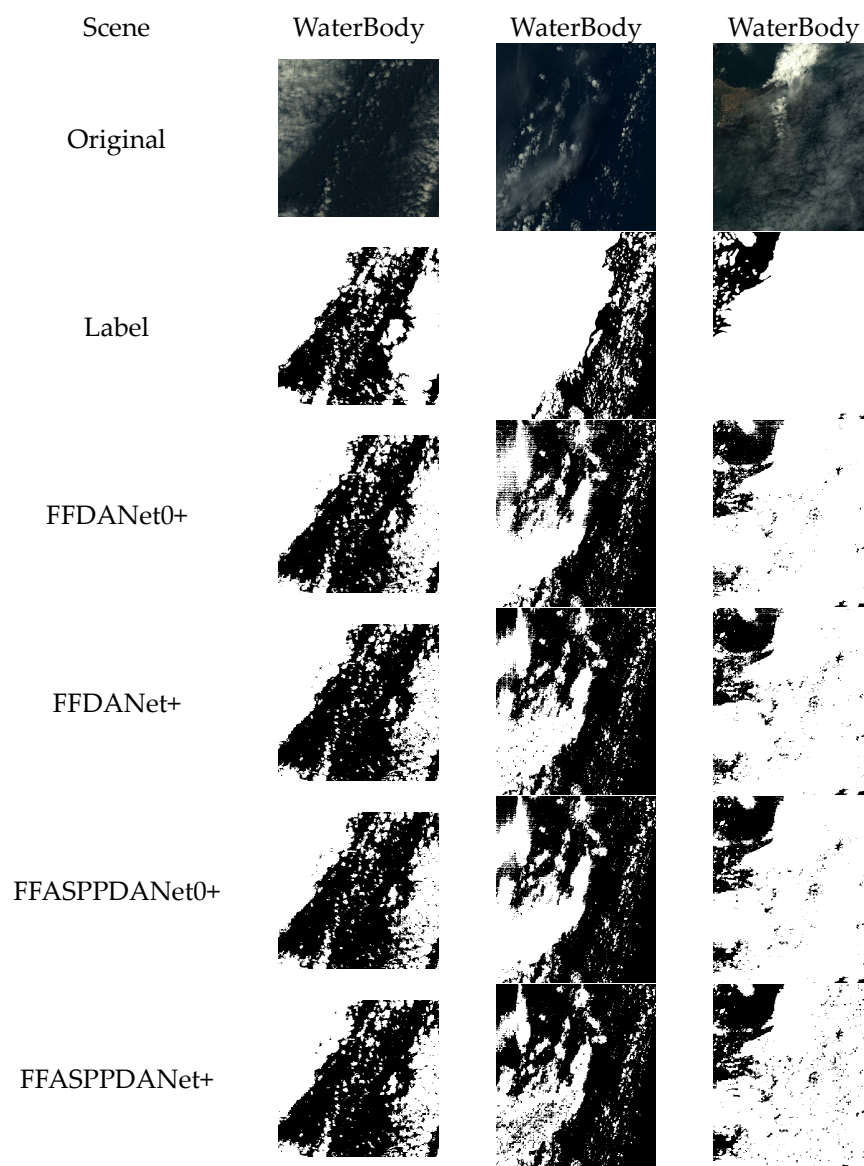 Scene WaterBody WaterBody WaterBody
Original
Label
FFDANet0+
FFDANet+
FFASPPDANet0+
FFASPPDANet+